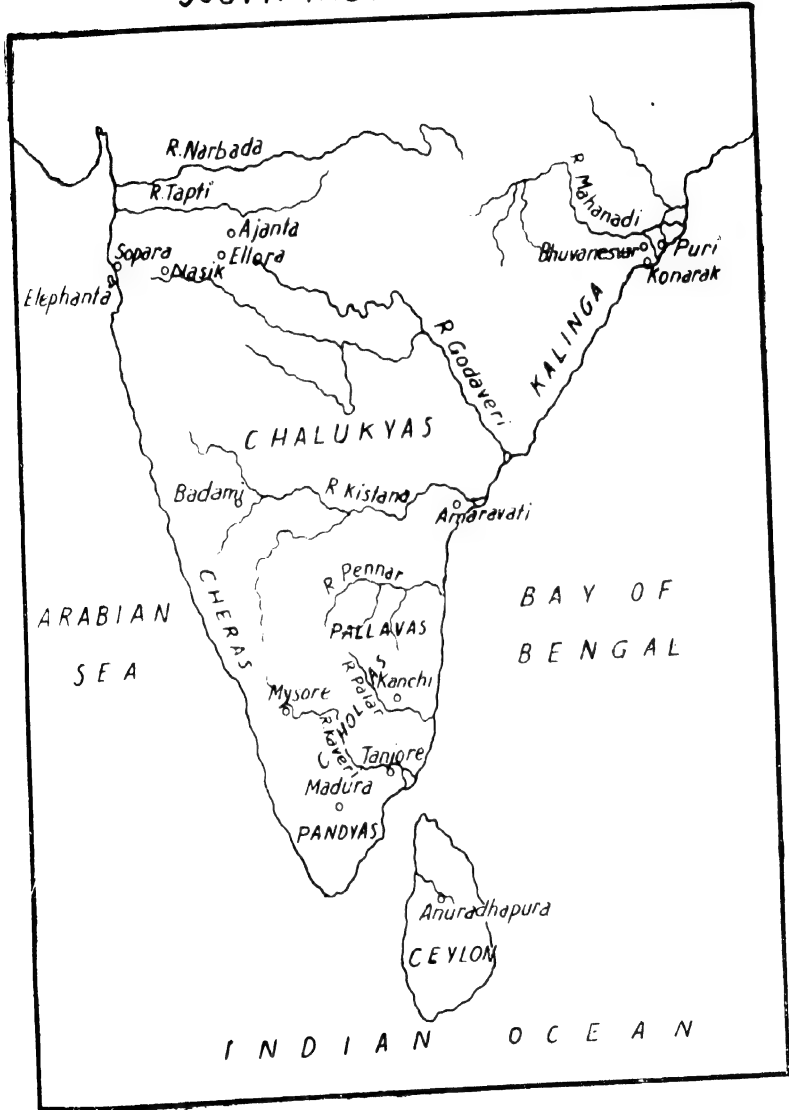 R. Narbada
R. Tapti
R Mahanadi
Ajanta
Ellora
Sopara
Nasik
Elephanta
Bhuvanesvar
Puri
Konarak
KALINGA
R Godaveri
CHALUKYAS
Badami
R Kistana
Amaravati
R Pennar
PALLAVAS
CHERAS
ARABIAN
SEA
BAY OF
BENGAL
R Palar
Kanchi
CHOLAS
Mysore
R. Kaveri
Tanjore
Madura
PANDYAS
Anuradhapura
CEYLON
INDIAN OCEAN